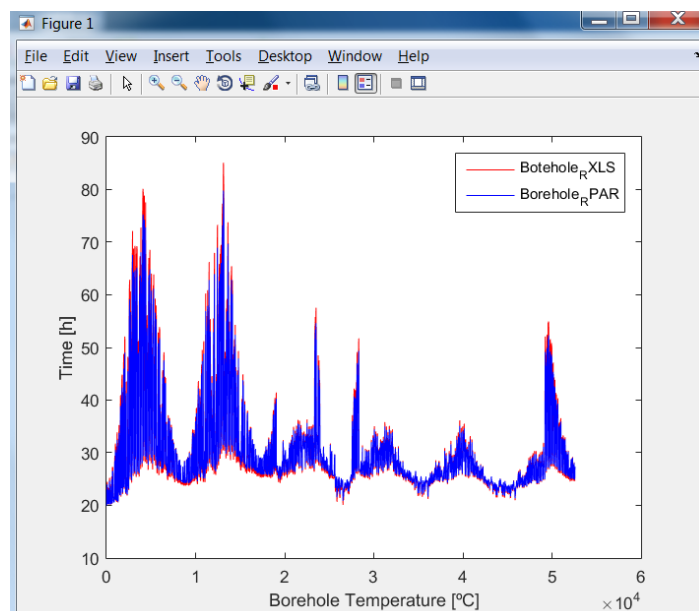 Figure 1
File Edit View Insert Tools Desktop Window Help
90
80
70
60
50
40
30
20
10
Time [h]
Botehole_RXLS
Borehole_RPAR
0 1 2 3 4 5 6
Borehole Temperature [ºC]
×10^4